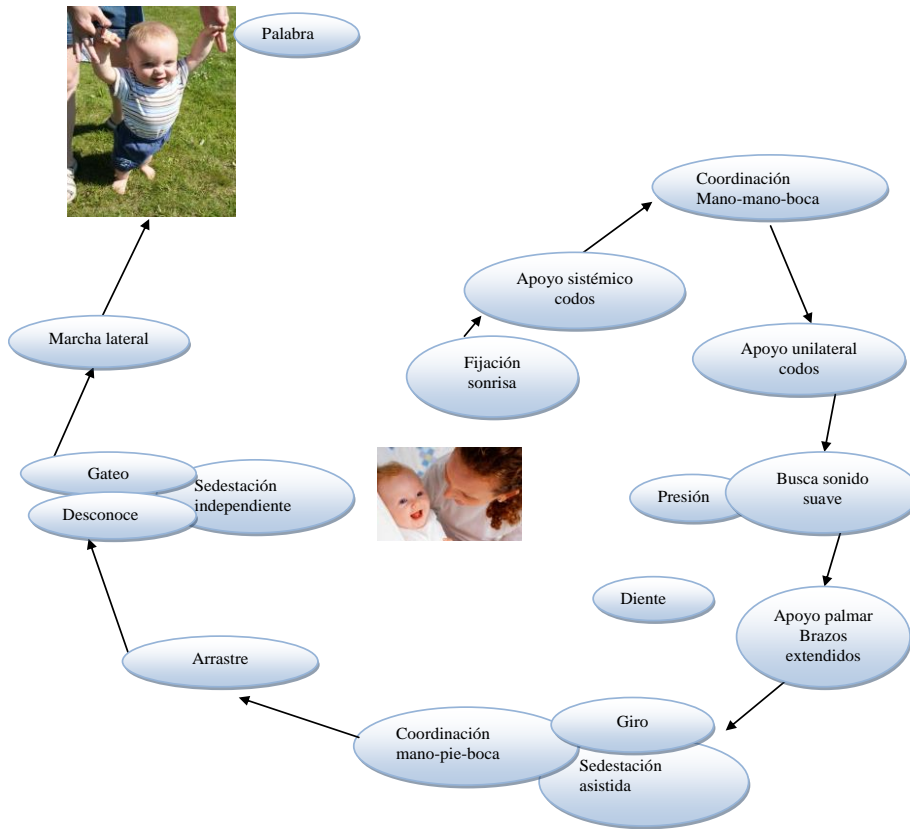 Palabra
Coordinación
Mano-mano-boca
Apoyo sistémico
codos
Marcha lateral
Apoyo unilateral
codos
Fijación
sonrisa
Gateo
Sedestación
independiente
Desconoce
Presión
Busca sonido
suave
Diente
Apoyo palmar
Brazos
extendidos
Arrastre
Giro
Coordinación
mano-pie-boca
Sedestación
asistida